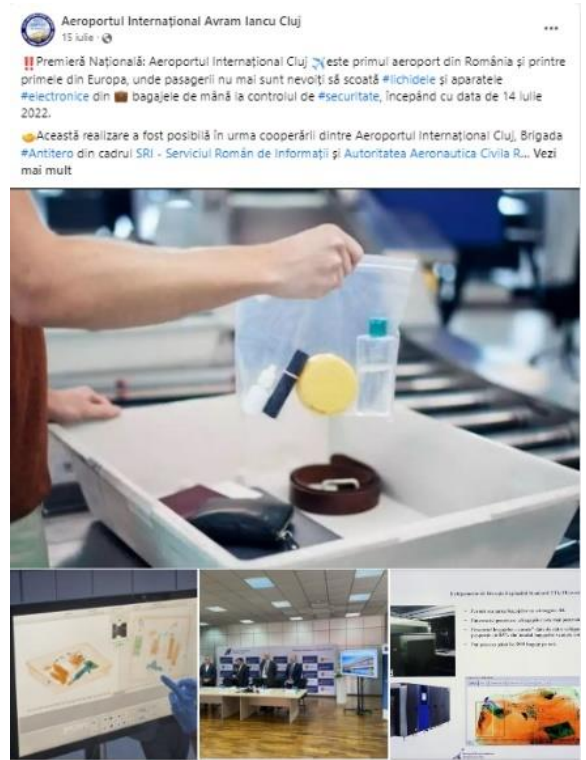 Aeroportul Internațional Avram Iancu Cluj
15 iulie ·
‼️Premieră Națională: Aeroportul Internațional Cluj ✈️este primul aeroport din România și printre
primele din Europa, unde pasagerii nu mai sunt nevoiți să scoată #lichidele și aparatele
#electronice din 💼 bagajele de mână la controlul de #securitate, începând cu data de 14 Iulie
2022.
🤝Această realizare a fost posibilă în urma cooperării dintre Aeroportul Internațional Cluj, Brigada
#Antitero din cadrul SRI - Serviciul Român de Informații și Autoritatea Aeronautica Civila R... Vezi
mai mult